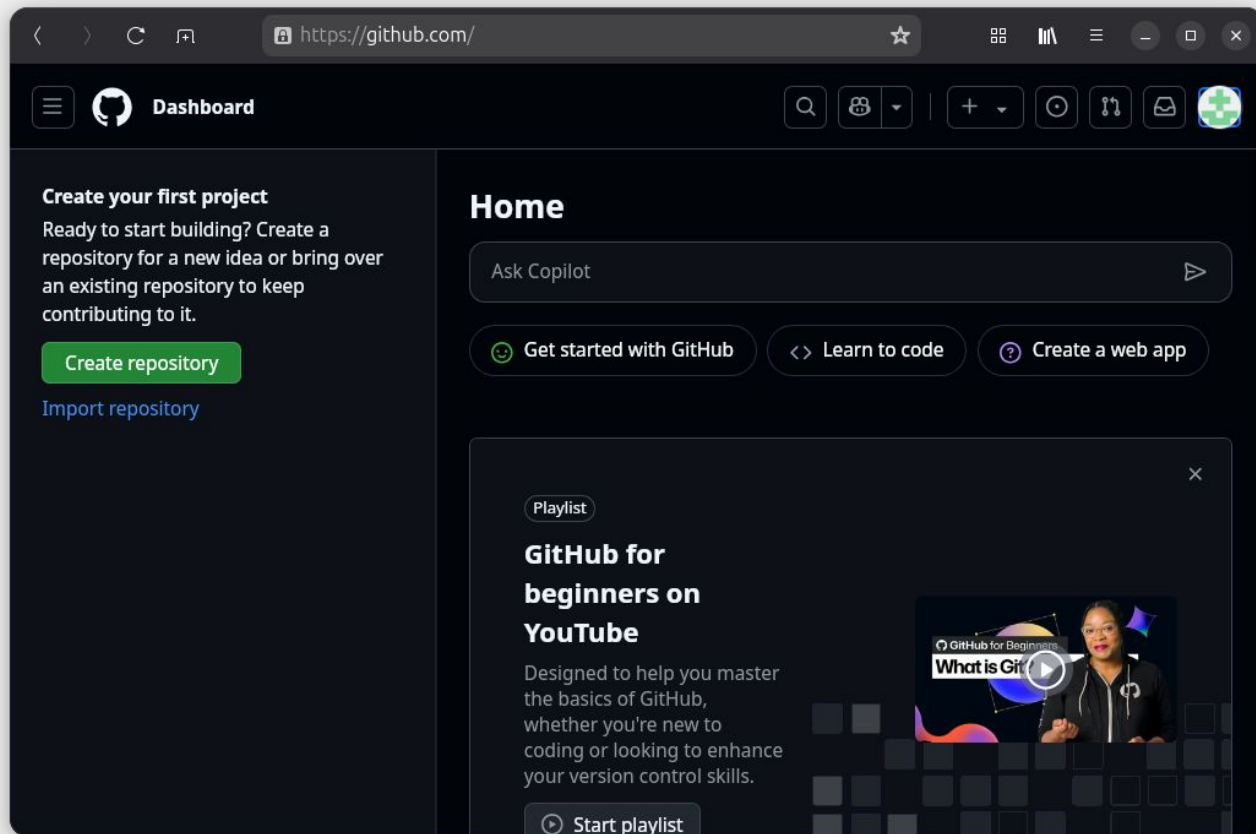 https://github.com/
Dashboard
Create your first project
Ready to start building? Create a
repository for a new idea or bring over
an existing repository to keep
contributing to it.
Create repository
Import repository
Home
Ask Copilot
Get started with GitHub
Learn to code
Create a web app
Playlist
GitHub for
beginners on
YouTube
Designed to help you master
the basics of GitHub,
whether you're new to
coding or looking to enhance
your version control skills.
Start playlist
GitHub for Beginners
What is Git?